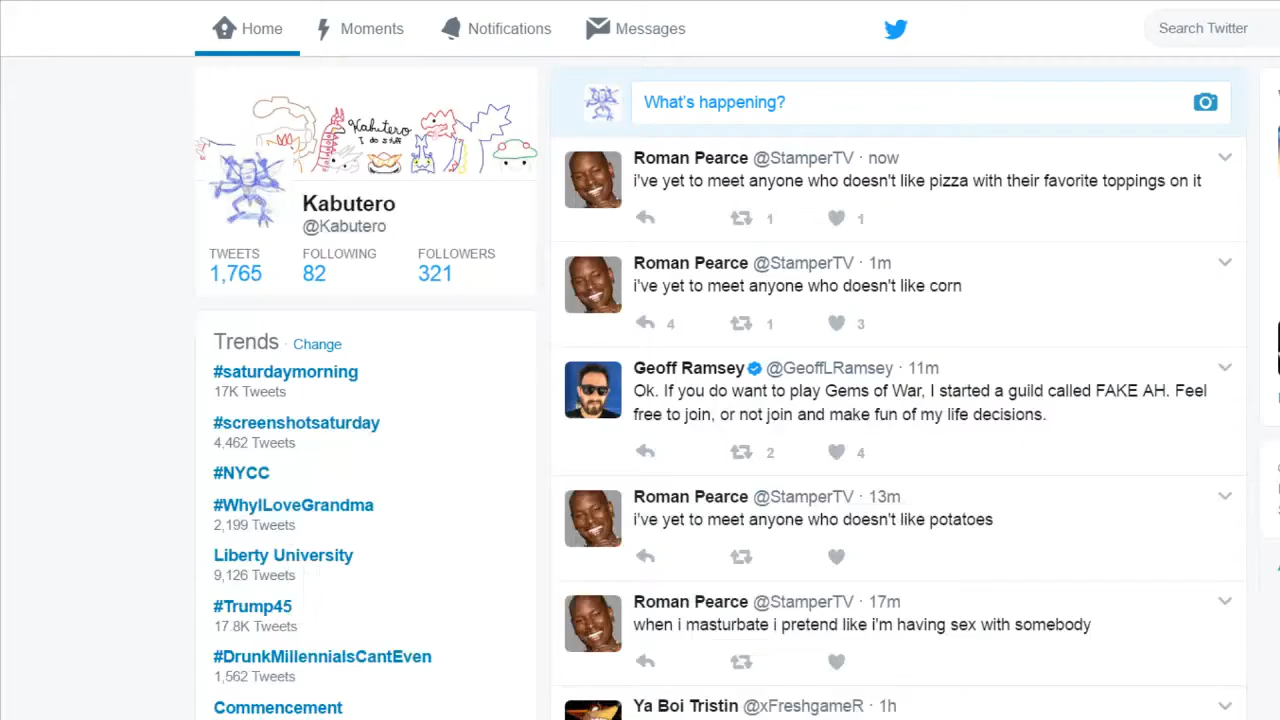 Home Moments Notifications Messages Search Twitter
Kabutero
I do stuff
Kabutero
@Kabutero
TWEETS FOLLOWING FOLLOWERS
1,765 82 321
Trends · Change
#saturdaymorning
17K Tweets
#screenshotsaturday
4,462 Tweets
#NYCC
#WhyILoveGrandma
2,199 Tweets
Liberty University
9,126 Tweets
#Trump45
17.8K Tweets
#DrunkMillennialsCantEven
1,562 Tweets
Commencement
What's happening?
Roman Pearce @StamperTV · now
i've yet to meet anyone who doesn't like pizza with their favorite toppings on it
1 1
Roman Pearce @StamperTV · 1m
i've yet to meet anyone who doesn't like corn
4 1 3
Geoff Ramsey @GeoffLRamsey · 11m
Ok. If you do want to play Gems of War, I started a guild called FAKE AH. Feel
free to join, or not join and make fun of my life decisions.
2 4
Roman Pearce @StamperTV · 13m
i've yet to meet anyone who doesn't like potatoes
Roman Pearce @StamperTV · 17m
when i masturbate i pretend like i'm having sex with somebody
Ya Boi Tristin @xFreshgameR · 1h